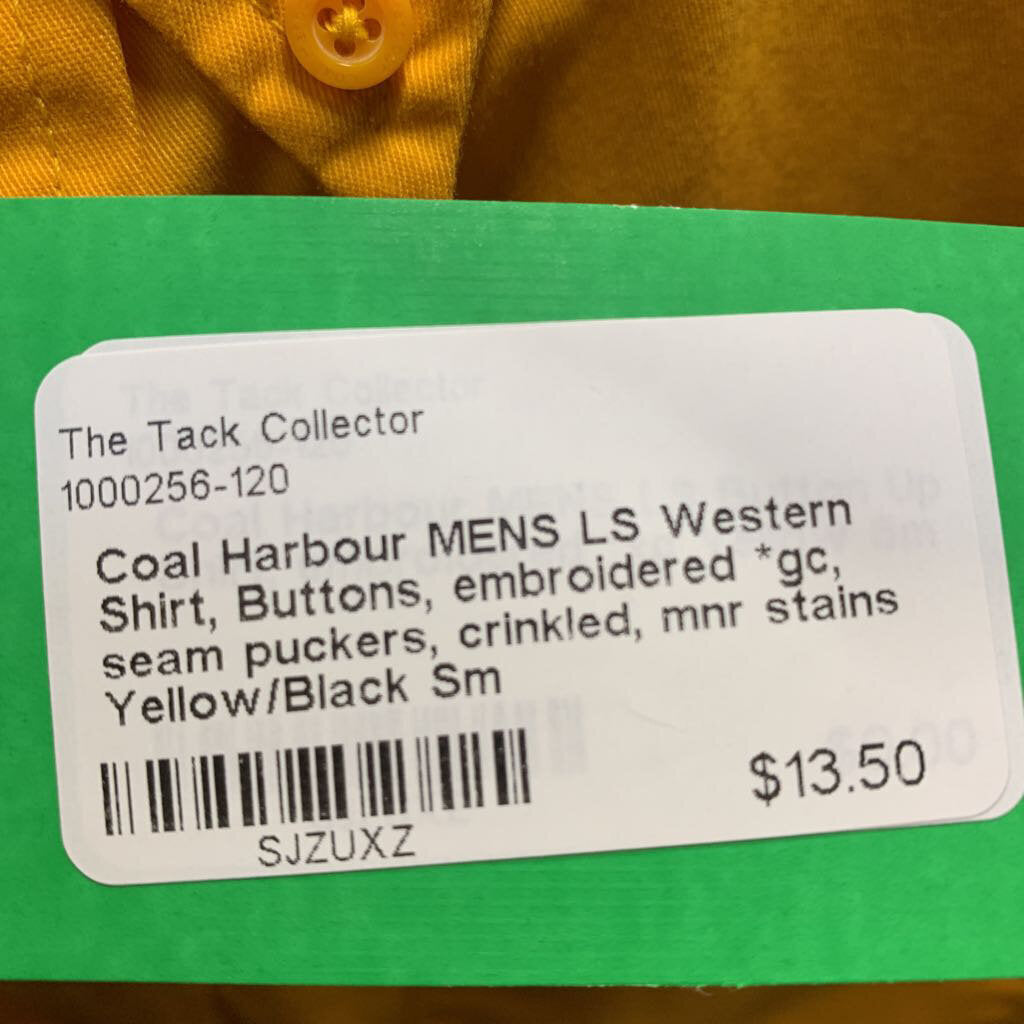 The Tack Collector
1000256-120
Coal Harbour MENS LS Western
Shirt, Buttons, embroidered *gc,
seam puckers, crinkled, mnr stains
Yellow/Black Sm
$13.50
SJZUXZ